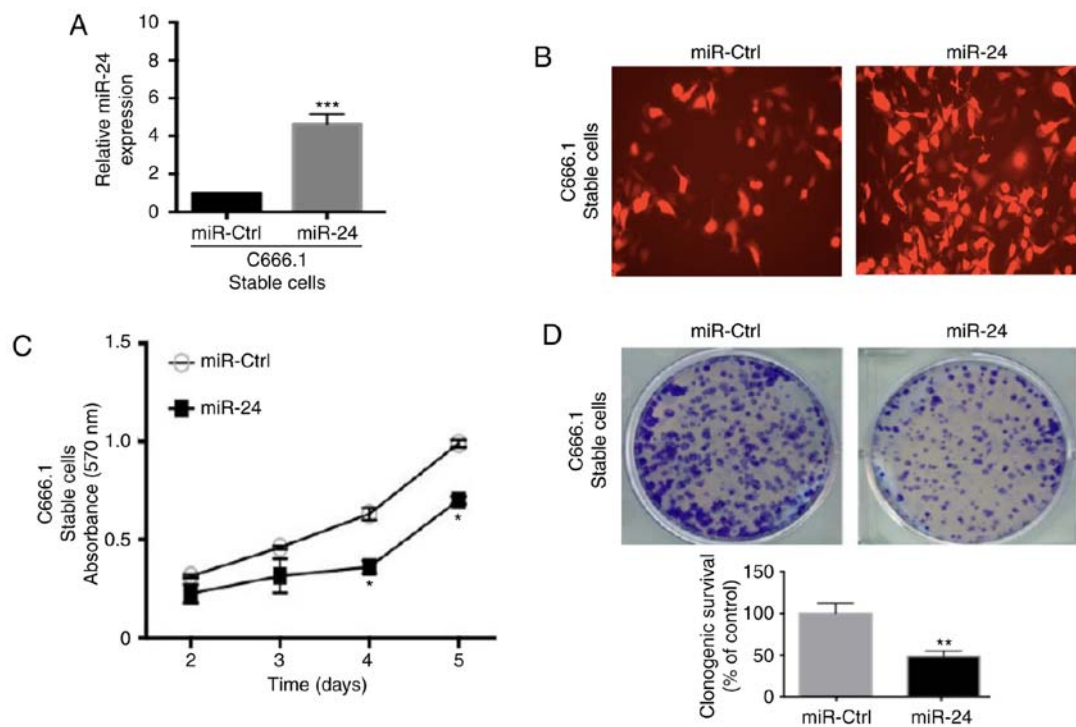 A
Relative miR-24
expression
10
8
6
4
2
0
***
miR-Ctrl
miR-24
C666.1
Stable cells
B
miR-Ctrl
miR-24
C666.1
Stable cells
C
C666.1
Stable cells
Absorbance (570 nm)
1.5
1.0
0.5
0
miR-Ctrl
miR-24
*
*
2
3
4
5
Time (days)
D
miR-Ctrl
miR-24
C666.1
Stable cells
Clonogenic survival
(% of control)
150
100
50
0
**
miR-Ctrl
miR-24